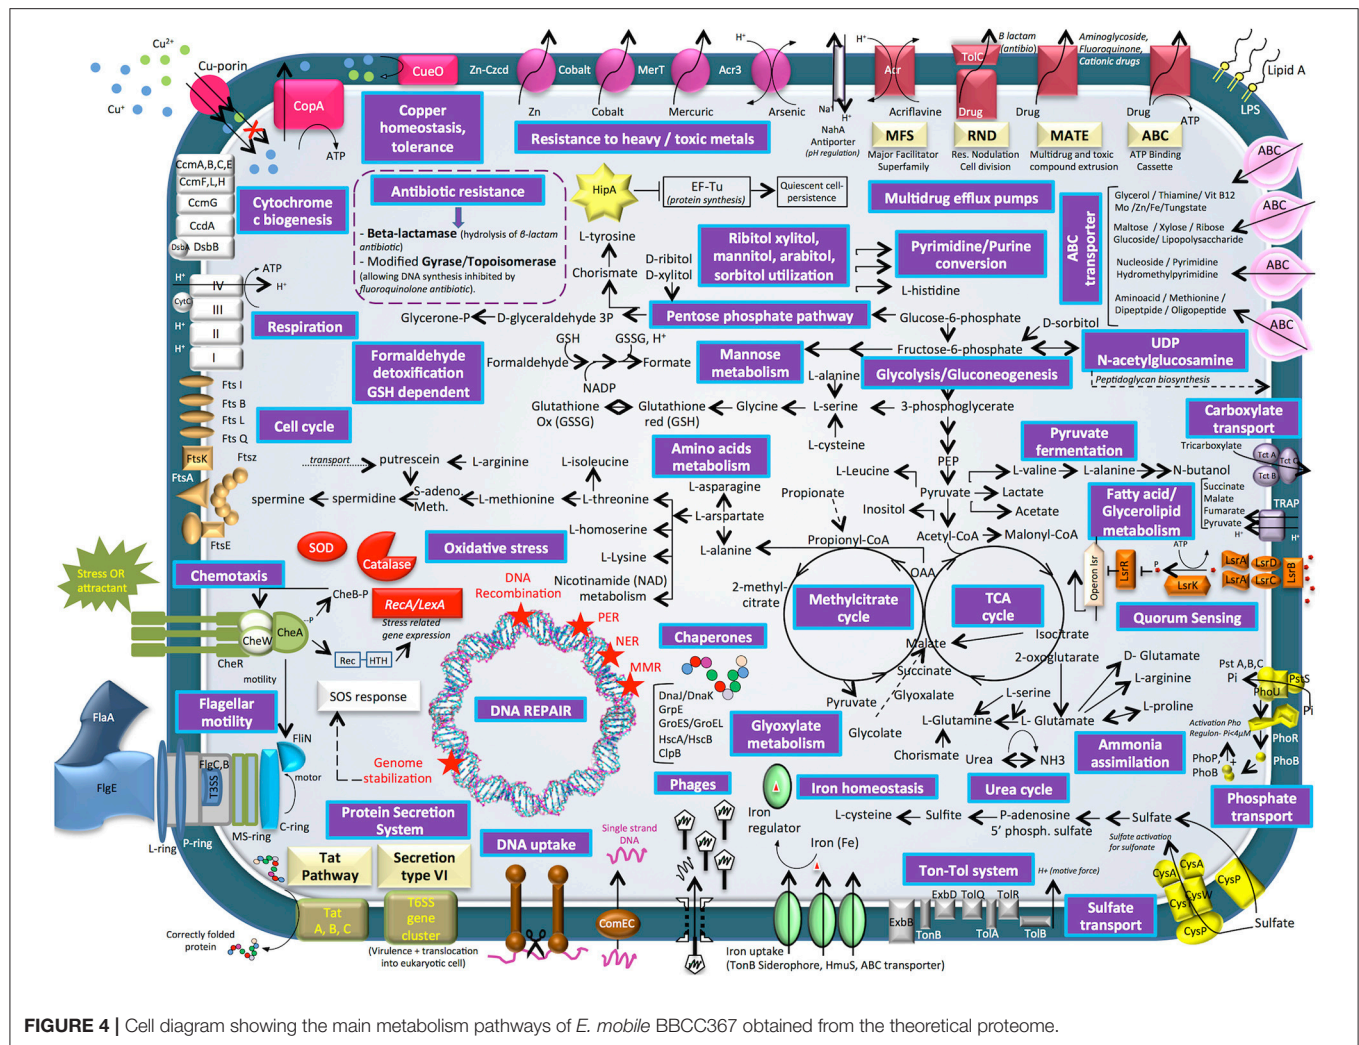 Cu2+
Cu-porin
Cu+
CopA
ATP
CueO
Copper
homeostasis,
tolerance
Zn-Czcd
Zn
Cobalt
Cobalt
MerT
Mercuric
Acr3
H+
Arsenic
Resistance to heavy / toxic metals
Na+
H+
NahA
Antiporter
(pH regulation)
H+
Acr
Acriflavine
MFS
Major Facilitator
Superfamily
TolC
B lactam
(antibio)
Drug
RND
Res. Nodulation
Cell division
Aminoglycoside,
Fluoroquinone,
Cationic drugs
Drug
MATE
Multidrug and toxic
compound extrusion
Drug
ATP
ABC
ATP Binding
Cassette
Lipid A
LPS
Multidrug efflux pumps
CcmA,B,C,E
CcmF,L,H
CcmG
CcdA
DsbA
DsbB
Cytochrome
c biogenesis
Antibiotic resistance
- Beta-lactamase (hydrolysis of β-lactam
antibiotic)
- Modified Gyrase/Topoisomerase
(allowing DNA synthesis inhibited by
fluoroquinolone antibiotic).
HipA
EF-Tu
(protein synthesis)
Quiescent cell-
persistence
L-tyrosine
Chorismate
D-ribitol
D-xylitol
Ribitol xylitol,
mannitol, arabitol,
sorbitol utilization
Pyrimidine/Purine
conversion
L-histidine
ABC
transporter
Glycerol / Thiamine/ Vit B12
Mo /Zn/Fe/Tungstate
Maltose / Xylose / Ribose
Glucoside/ Lipopolysaccharide
Nucleoside / Pyrimidine
Hydromethylpyrimidine
Aminoacid / Methionine /
Dipeptpide / Oligopeptide
ABC
ABC
ABC
ABC
H+
ATP
H+
IV
CytC
III
H+
II
H+
I
Respiration
Glycerone-P
D-glyceraldehyde 3P
Pentose phosphate pathway
Glucose-6-phosphate
D-sorbitol
Fructose-6-phosphate
UDP
N-acetylglucosamine
Peptidoglycan biosynthesis
Formaldehyde
detoxification
GSH dependent
GSH
GSSG, H+
Formaldehyde
Formate
NADP
Mannose
metabolism
L-alanine
Glycolysis/Gluconeogenesis
Glutathione
Ox (GSSG)
Glutathione
red (GSH)
Glycine
L-serine
3-phosphoglycerate
L-cysteine
Fts I
Fts B
Fts L
Fts Q
FtsK
Ftsz
FtsA
FtsE
Cell cycle
Carboxylate
transport
Tricarboxylate
Tct A
Tct C
Tct B
Succinate
Malate
Fumarate
Pyruvate
H+
TRAP
H+
transport
putrescein
L-arginine
spermine
spermidine
S-adeno.
Meth.
L-methionine
L-isoleucine
L-threonine
Amino acids
metabolism
L-asparagine
L-arspartate
L-homoserine
L-Lysine
L-alanine
Nicotinamide (NAD)
metabolism
PEP
L-Leucine
Pyruvate
Inositol
Lactate
Acetate
Acetyl-CoA
Malonyl-CoA
Pyruvate
fermentation
L-valine
L-alanine
N-butanol
Fatty acid/
Glycerolipid
metabolism
Propionate
Propionyl-CoA
2-methyl-
citrate
Methylcitrate
cycle
OAA
TCA
cycle
Malate
Isocitrate
Succinate
2-oxoglutarate
Glyoxalate
Pyruvate
Glycolate
Operon lsr
LsrR
P
ATP
LsrK
LsrA
LsrD
LsrA
LsrC
LsrB
Quorum Sensing
SOD
Catalase
Oxidative stress
Stress OR
attractant
Chemotaxis
CheW
CheA
P
CheB-P
CheR
RecA/LexA
Stress related
gene expression
Rec
HTH
motility
SOS response
Genome
stabilization
DNA
Recombination
PER
NER
MMR
DNA REPAIR
Chaperones
DnaJ/DnaK
GrpE
GroES/GroEL
HscA/HscB
ClpB
Glyoxylate
metabolism
L-serine
L-Glutamine
L- Glutamate
D- Glutamate
L-arginine
L-proline
Chorismate
Urea
NH3
Ammonia
assimilation
Urea cycle
Pst A,B,C
Pi
PstS
PhoU
Pi
Activation Pho
Regulon- Pi<4μM
PhoR
PhoP
+
PhoB
PhoB
Phosphate
transport
Flagellar
motility
FlaA
FlgE
FlgC,B
T3SS
FliN
motor
C-ring
MS-ring
P-ring
L-ring
Protein Secretion
System
Tat
Pathway
Secretion
type VI
Tat
A, B, C
T6SS
gene
cluster
Correctly folded
protein
(Virulence + translocation
into eukaryotic cell)
DNA uptake
Single strand
DNA
ComEC
Phages
Iron
regulator
Iron homeostasis
Iron (Fe)
Iron uptake
(TonB Siderophore, HmuS, ABC transporter)
L-cysteine
Sulfite
P-adenosine
5' phosph. sulfate
Sulfate
Sulfate activation
for sulfonate
Ton-Tol system
H+ (motive force)
ExbB
TonB
ExbD
TolQ
TolA
TolR
TolB
Sulfate
transport
CysA
CysA
CysP
CysW
CysT
CysP
Sulfate
FIGURE 4 | Cell diagram showing the main metabolism pathways of E. mobile BBCC367 obtained from the theoretical proteome.